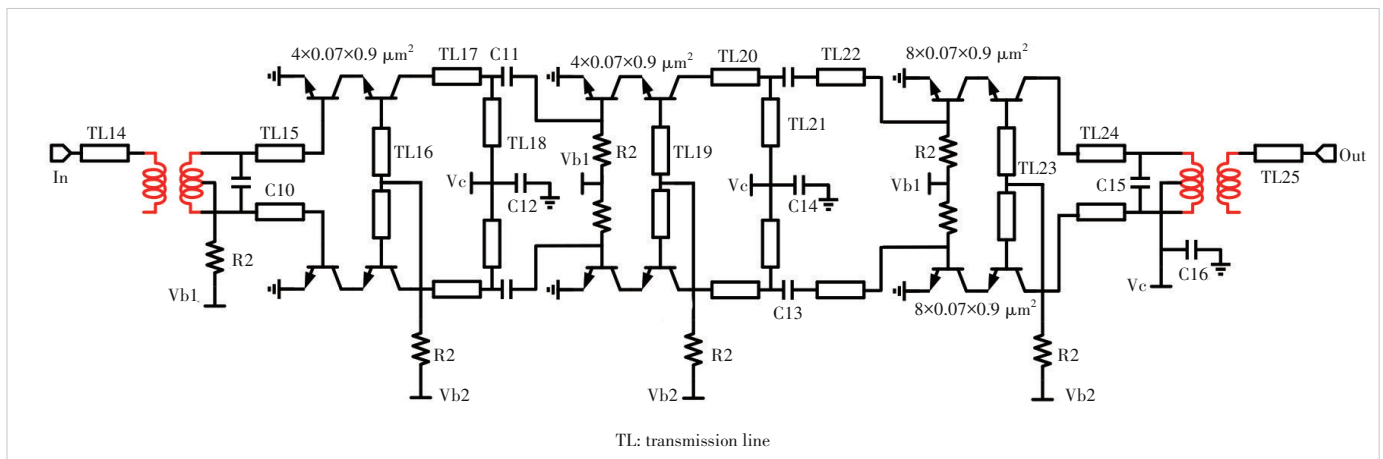 4×0.07×0.9 μm²
TL17
C11
4×0.07×0.9 μm²
TL20
TL22
8×0.07×0.9 μm²
TL14
TL15
TL18
TL21
TL24
In
TL16
Vb1
R2
TL19
R2
Vb1
TL23
Out
C10
Vc
C12
Vc
C14
C15
TL25
R2
Vb1
C13
8×0.07×0.9 μm²
Vc
C16
R2
R2
R2
Vb2
Vb2
Vb2
TL: transmission line